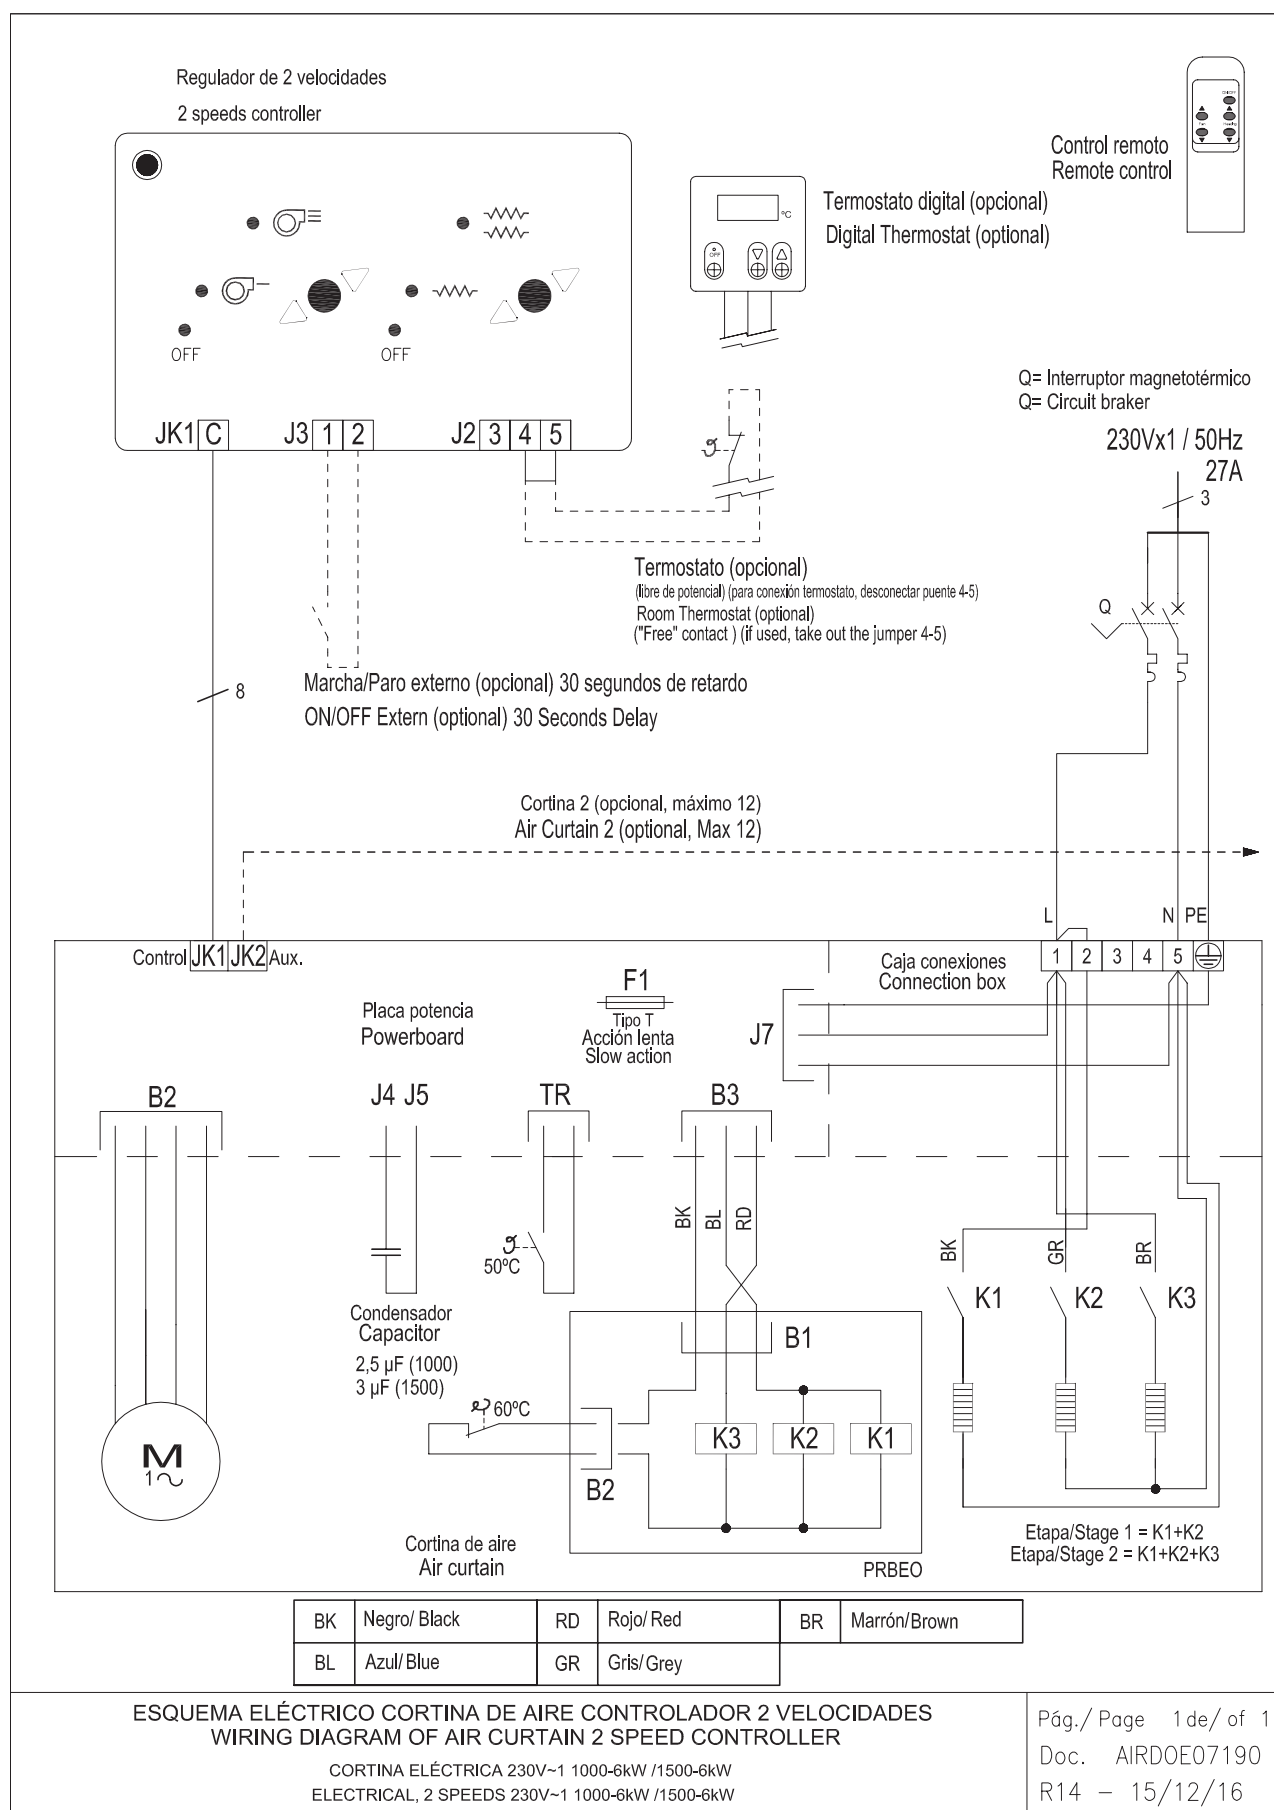 Regulador de 2 velocidades
2 speeds controller
OFF
OFF
JK1 C
J3 1 2
J2 3 4 5
ºC
OFF
Termostato digital (opcional)
Digital Thermostat (optional)
Control remoto
Remote control
ON/OFF
Fan
Heating
Q= Interruptor magnetotérmico
Q= Circuit braker
230Vx1 / 50Hz
27A
3
Q
Termostato (opcional)
(libre de potencial) (para conexión termostato, desconectar puente 4-5)
Room Thermostat (optional)
("Free" contact ) (if used, take out the jumper 4-5)
8
Marcha/Paro externo (opcional) 30 segundos de retardo
ON/OFF Extern (optional) 30 Seconds Delay
Cortina 2 (opcional, máximo 12)
Air Curtain 2 (optional, Max 12)
L
N PE
Control JK1 JK2 Aux.
Caja conexiones
Connection box
1 2 3 4 5
Placa potencia
Powerboard
F1
Tipo T
Acción lenta
Slow action
J7
B2
J4 J5
TR
B3
BK
BL
RD
50ºC
Condensador
Capacitor
2,5 µF (1000)
3 µF (1500)
BK
GR
BR
K1
K2
K3
B1
60ºC
K3
K2
K1
B2
M
1
Cortina de aire
Air curtain
PRBEO
Etapa/Stage 1 = K1+K2
Etapa/Stage 2 = K1+K2+K3
BK Negro/ Black RD Rojo/ Red BR Marrón/Brown
BL Azul/ Blue GR Gris/ Grey
ESQUEMA ELÉCTRICO CORTINA DE AIRE CONTROLADOR 2 VELOCIDADES
WIRING DIAGRAM OF AIR CURTAIN 2 SPEED CONTROLLER
CORTINA ELÉCTRICA 230V~1 1000-6kW /1500-6kW
ELECTRICAL, 2 SPEEDS 230V~1 1000-6kW /1500-6kW
Pág./ Page 1 de/ of 1
Doc. AIRDOE07190
R14 – 15/12/16